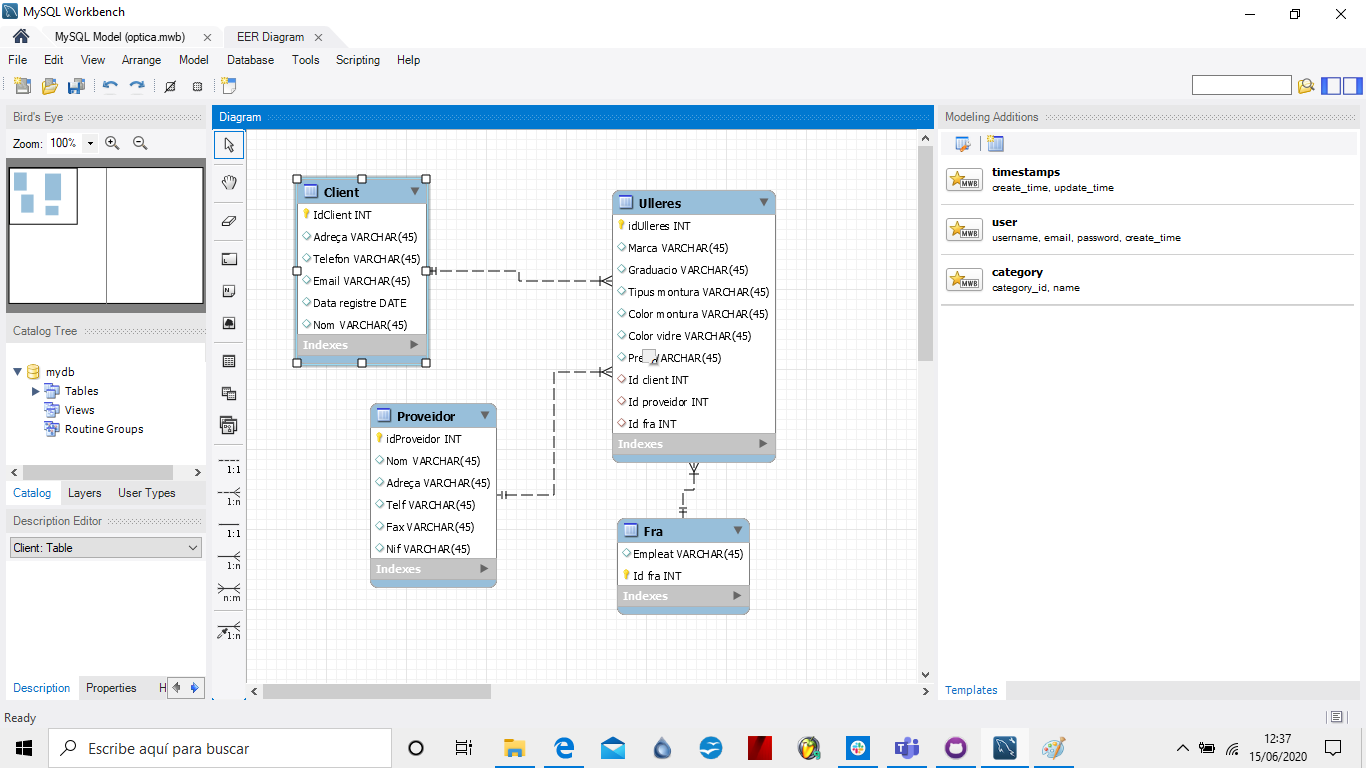 MySQL Workbench
MySQL Model (optica.mwb)
EER Diagram
File Edit View Arrange Model Database Tools Scripting Help
Bird's Eye
Zoom: 100%
Catalog Tree
mydb
Tables
Views
Routine Groups
Catalog Layers User Types
Description Editor
Client: Table
Description Properties H
Diagram
1:1
1:n
1:1
1:n
n:m
1:n
Client
IdClient INT
Adreça VARCHAR(45)
Telefon VARCHAR(45)
Email VARCHAR(45)
Data registre DATE
Nom VARCHAR(45)
Indexes
Proveidor
idProveidor INT
Nom VARCHAR(45)
Adreça VARCHAR(45)
Telf VARCHAR(45)
Fax VARCHAR(45)
Nif VARCHAR(45)
Indexes
Ulleres
idUlleres INT
Marca VARCHAR(45)
Graduacio VARCHAR(45)
Tipus montura VARCHAR(45)
Color montura VARCHAR(45)
Color vidre VARCHAR(45)
VARCHAR(45)
Id client INT
Id proveidor INT
Id fra INT
Indexes
Fra
Empleat VARCHAR(45)
Id fra INT
Indexes
Modeling Additions
MWB
timestamps
create_time, update_time
MWB
user
username, email, password, create_time
MWB
category
category_id, name
Templates
Ready
Escribe aquí para buscar
12:37
15/06/2020